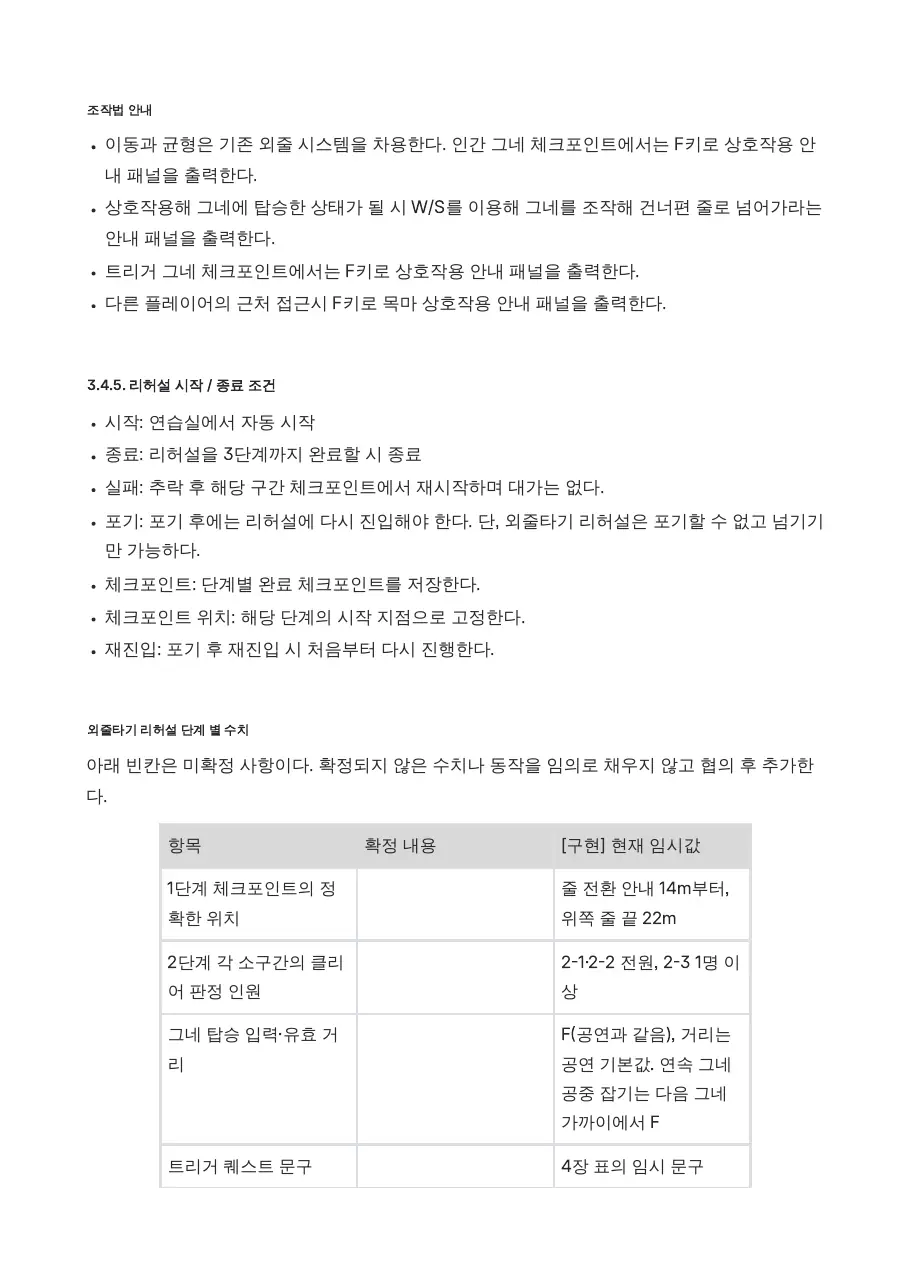 조작법 안내
• 이동과 균형은 기존 외줄 시스템을 차용한다. 인간 그네 체크포인트에서는 F키로 상호작용 안
내 패널을 출력한다.
• 상호작용해 그네에 탑승한 상태가 될 시 W/S를 이용해 그네를 조작해 건너편 줄로 넘어가라는
안내 패널을 출력한다.
• 트리거 그네 체크포인트에서는 F키로 상호작용 안내 패널을 출력한다.
• 다른 플레이어의 근처 접근시 F키로 목마 상호작용 안내 패널을 출력한다.
3.4.5. 리허설 시작 / 종료 조건
• 시작: 연습실에서 자동 시작
• 종료: 리허설을 3단계까지 완료할 시 종료
• 실패: 추락 후 해당 구간 체크포인트에서 재시작하며 대가는 없다.
• 포기: 포기 후에는 리허설에 다시 진입해야 한다. 단, 외줄타기 리허설은 포기할 수 없고 넘기기
만 가능하다.
• 체크포인트: 단계별 완료 체크포인트를 저장한다.
• 체크포인트 위치: 해당 단계의 시작 지점으로 고정한다.
• 재진입: 포기 후 재진입 시 처음부터 다시 진행한다.
외줄타기 리허설 단계 별 수치
아래 빈칸은 미확정 사항이다. 확정되지 않은 수치나 동작을 임의로 채우지 않고 협의 후 추가한
다.
항목 확정 내용 [구현] 현재 임시값
1단계 체크포인트의 정
확한 위치
줄 전환 안내 14m부터,
위쪽 줄 끝 22m
2단계 각 소구간의 클리
어 판정 인원
2-1·2-2 전원, 2-3 1명 이
상
그네 탑승 입력·유효 거
리
F(공연과 같음), 거리는
공연 기본값. 연속 그네
공중 잡기는 다음 그네
가까이에서 F
트리거 퀘스트 문구
4장 표의 임시 문구